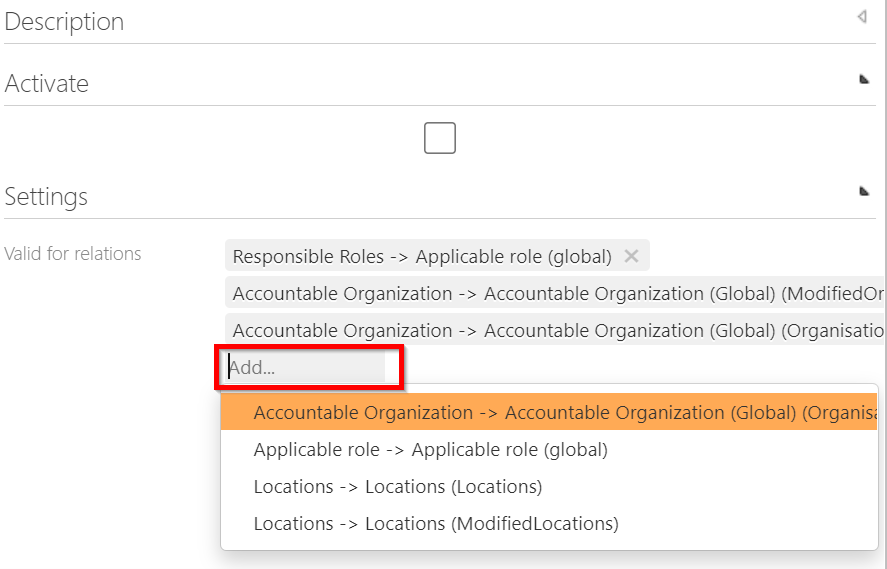 Description
Activate
Settings
Valid for relations
Responsible Roles -> Applicable role (global)
Accountable Organization -> Accountable Organization (Global) (ModifiedOr
Accountable Organization -> Accountable Organization (Global) (Organisatio
Add...
Accountable Organization -> Accountable Organization (Global) (Organisa
Applicable role -> Applicable role (global)
Locations -> Locations (Locations)
Locations -> Locations (ModifiedLocations)